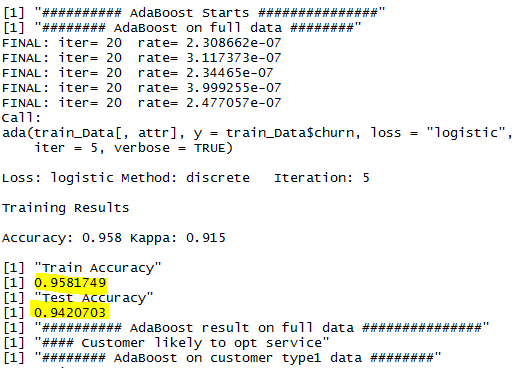 [1] "########## AdaBoost Starts ###############"
[1] "######## AdaBoost on full data ########"
FINAL: iter= 20  rate= 2.308662e-07
FINAL: iter= 20  rate= 3.117373e-07
FINAL: iter= 20  rate= 2.34465e-07
FINAL: iter= 20  rate= 3.999255e-07
FINAL: iter= 20  rate= 2.477057e-07
Call:
ada(train_Data[, attr], y = train_Data$churn, loss = "logistic",
    iter = 5, verbose = TRUE)
Loss: logistic Method: discrete   Iteration: 5
Training Results
Accuracy: 0.958 Kappa: 0.915
[1] "Train Accuracy"
[1] 0.9581749
[1] "Test Accuracy"
[1] 0.9420703
[1] "########## AdaBoost result on full data ###############"
[1] "#### Customer likely to opt service"
[1] "######## AdaBoost on customer type1 data ########"